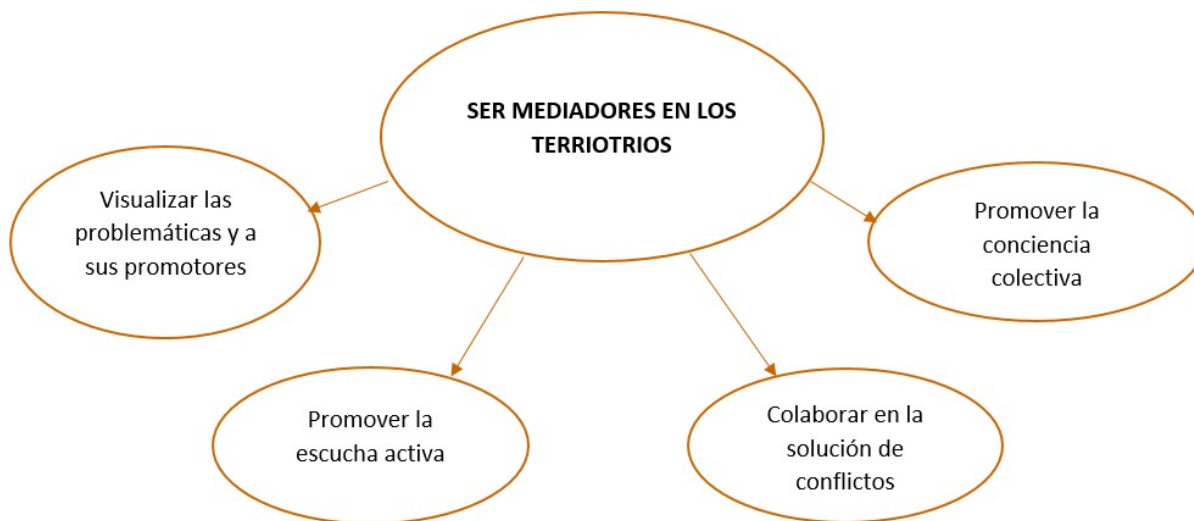 SER MEDIADORES EN LOS
TERRIOTRIOS
Visualizar las
problemáticas y a
sus promotores
Promover la
escucha activa
Colaborar en la
solución de
conflictos
Promover la
conciencia
colectiva